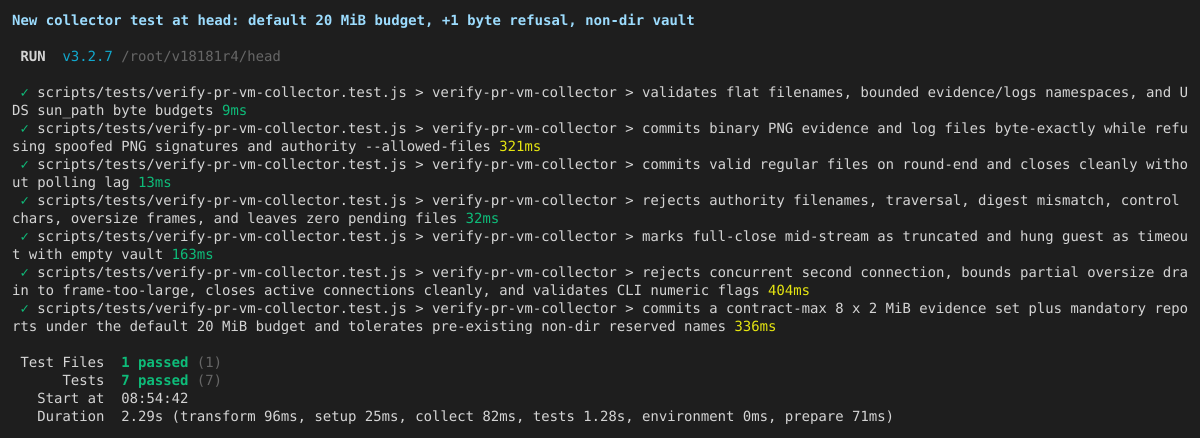 New collector test at head: default 20 MiB budget, +1 byte refusal, non-dir vault
RUN  v3.2.7 /root/v18181r4/head
✓ scripts/tests/verify-pr-vm-collector.test.js > verify-pr-vm-collector > validates flat filenames, bounded evidence/logs namespaces, and U
DS sun_path byte budgets 9ms
✓ scripts/tests/verify-pr-vm-collector.test.js > verify-pr-vm-collector > commits binary PNG evidence and log files byte-exactly while refu
sing spoofed PNG signatures and authority --allowed-files 321ms
✓ scripts/tests/verify-pr-vm-collector.test.js > verify-pr-vm-collector > commits valid regular files on round-end and closes cleanly witho
ut polling lag 13ms
✓ scripts/tests/verify-pr-vm-collector.test.js > verify-pr-vm-collector > rejects authority filenames, traversal, digest mismatch, control
chars, oversize frames, and leaves zero pending files 32ms
✓ scripts/tests/verify-pr-vm-collector.test.js > verify-pr-vm-collector > marks full-close mid-stream as truncated and hung guest as timeou
t with empty vault 163ms
✓ scripts/tests/verify-pr-vm-collector.test.js > verify-pr-vm-collector > rejects concurrent second connection, bounds partial oversize dra
in to frame-too-large, closes active connections cleanly, and validates CLI numeric flags 404ms
✓ scripts/tests/verify-pr-vm-collector.test.js > verify-pr-vm-collector > commits a contract-max 8 x 2 MiB evidence set plus mandatory repo
rts under the default 20 MiB budget and tolerates pre-existing non-dir reserved names 336ms
Test Files  1 passed (1)
Tests  7 passed (7)
Start at  08:54:42
Duration  2.29s (transform 96ms, setup 25ms, collect 82ms, tests 1.28s, environment 0ms, prepare 71ms)